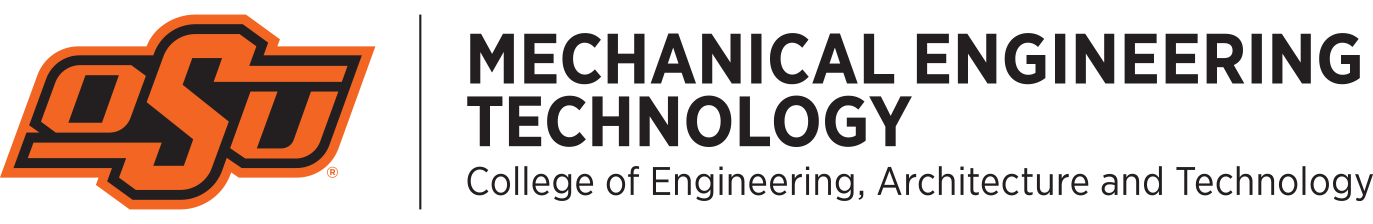 OSU
®
MECHANICAL ENGINEERING
TECHNOLOGY
College of Engineering, Architecture and Technology